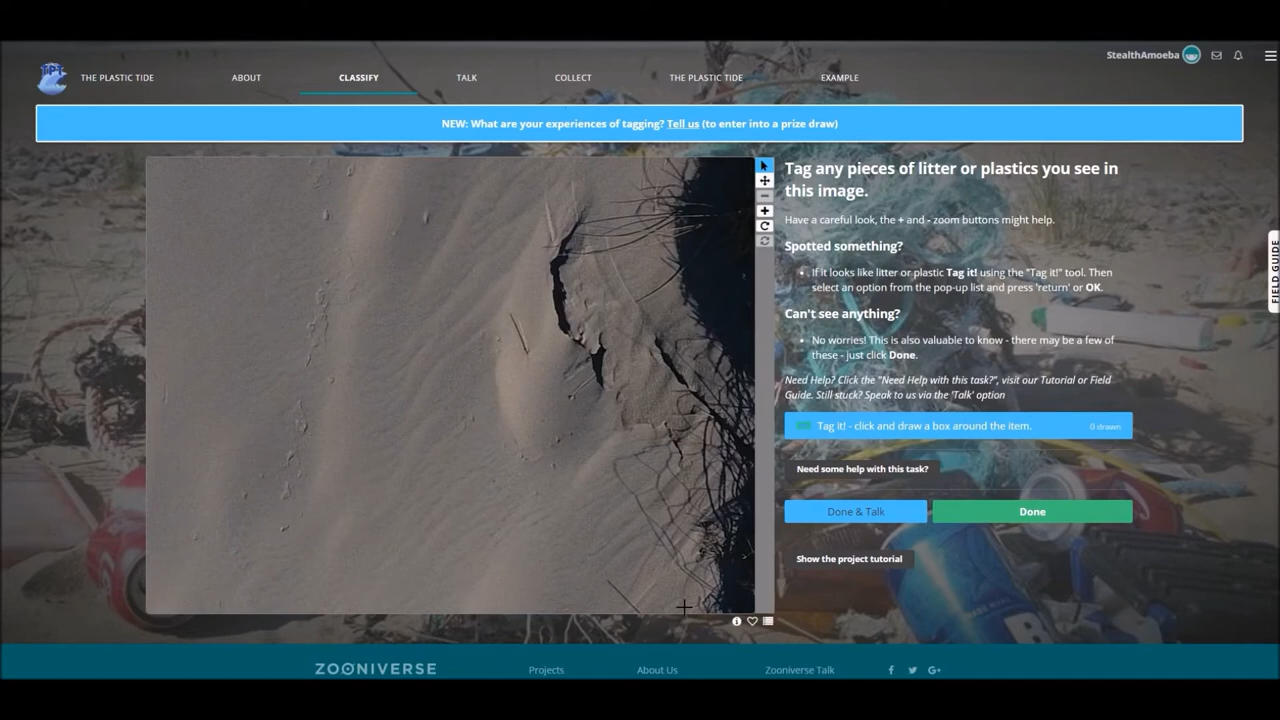 StealthAmoeba
TPT
THE PLASTIC TIDE
ABOUT
CLASSIFY
TALK
COLLECT
THE PLASTIC TIDE
EXAMPLE
NEW: What are your experiences of tagging? Tell us (to enter into a prize draw)
Tag any pieces of litter or plastics you see in
this image.
Have a careful look, the + and - zoom buttons might help.
Spotted something?
If it looks like litter or plastic Tag it! using the "Tag it!" tool. Then
select an option from the pop-up list and press 'return' or OK.
Can't see anything?
No worries! This is also valuable to know - there may be a few of
these - just click Done.
Need Help? Click the "Need Help with this task?", visit our Tutorial or Field
Guide. Still stuck? Speak to us via the 'Talk' option
Tag it! - click and draw a box around the item.
0 drawn
Need some help with this task?
Done & Talk
Done
Show the project tutorial
FIELD GUIDE
ZOONIVERSE
Projects
About Us
Zooniverse Talk
G+